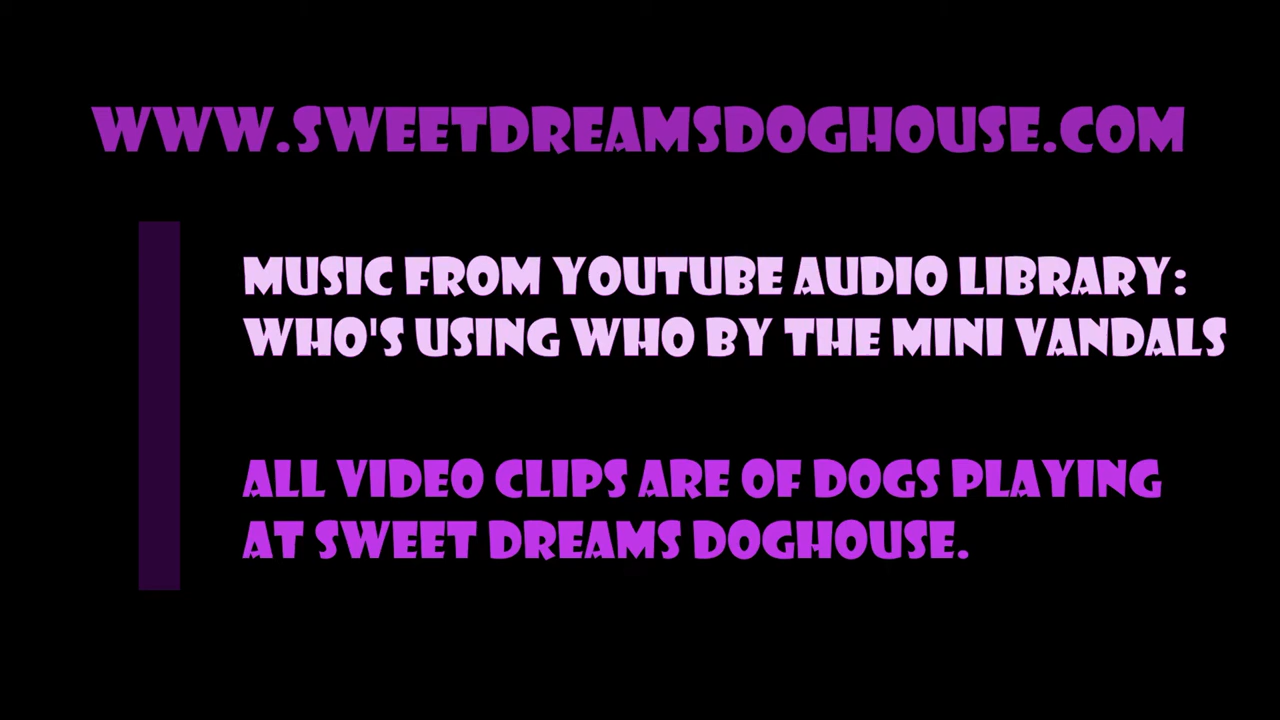 WWW.SWEETDREAMSDOGHOUSE.COM
MUSIC FROM YOUTUBE AUDIO LIBRARY:
WHO'S USING WHO BY THE MINI VANDALS
ALL VIDEO CLIPS ARE OF DOGS PLAYING
AT SWEET DREAMS DOGHOUSE.